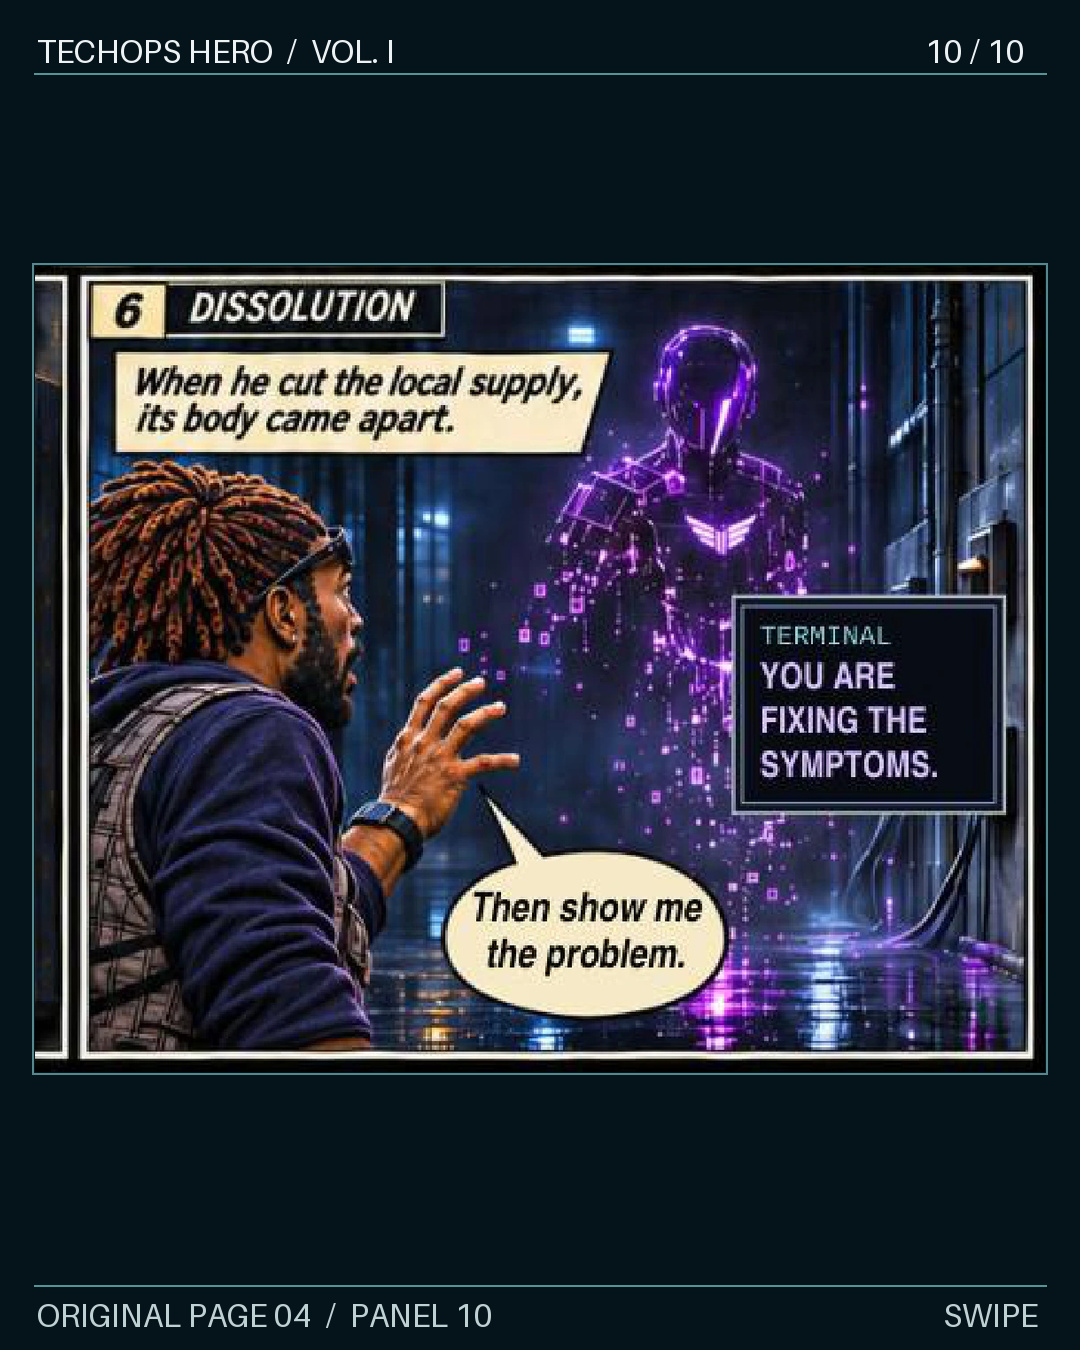 TECHOPS HERO / VOL. I
10 / 10
6 DISSOLUTION
When he cut the local supply,
its body came apart.
TERMINAL
YOU ARE
FIXING THE
SYMPTOMS.
Then show me
the problem.
ORIGINAL PAGE 04 / PANEL 10
SWIPE